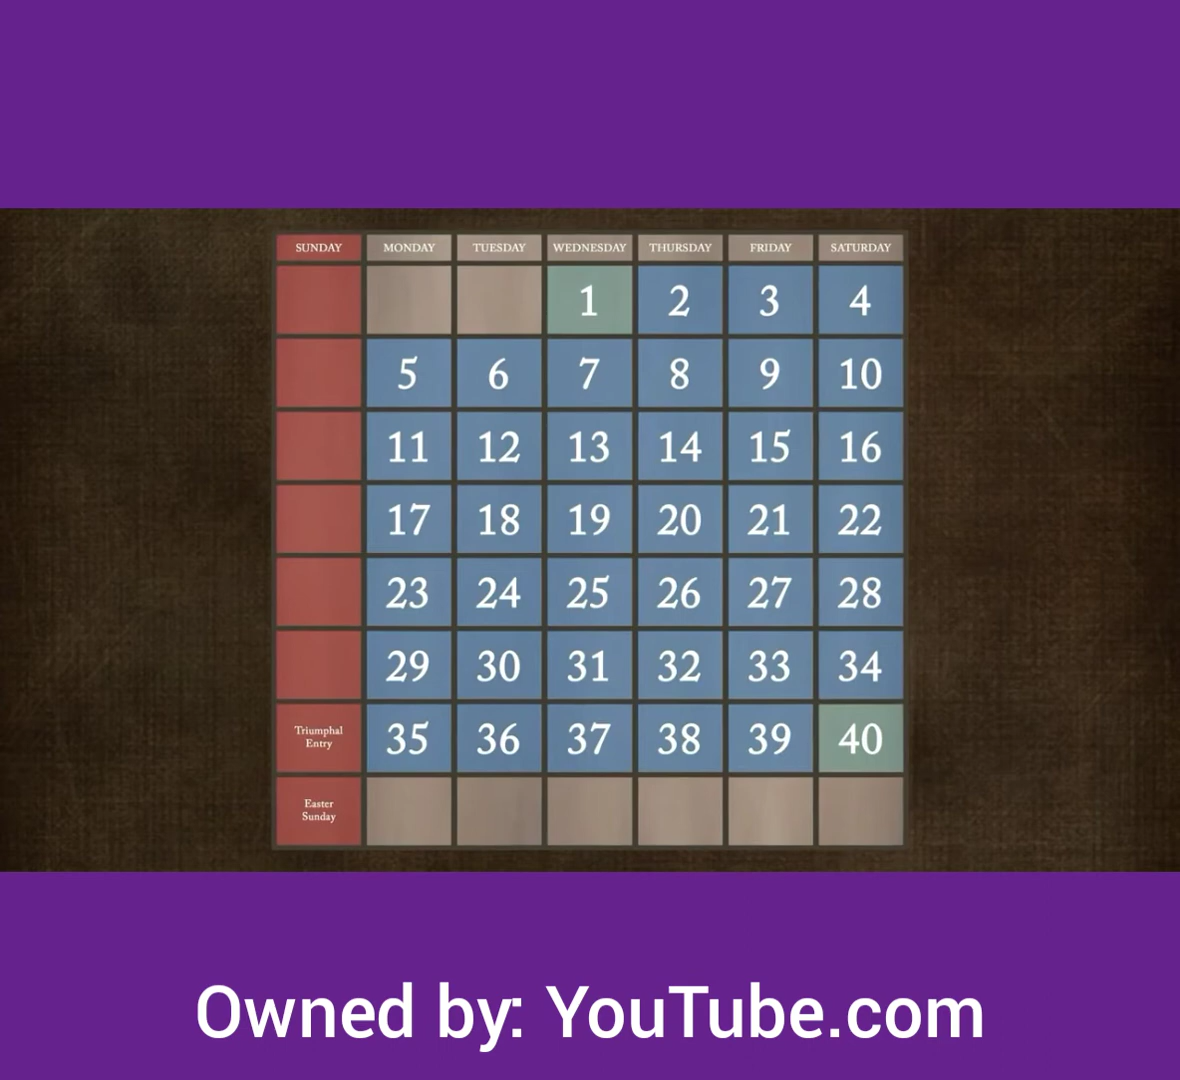 SUNDAY MONDAY TUESDAY WEDNESDAY THURSDAY FRIDAY SATURDAY
1 2 3 4
5 6 7 8 9 10
11 12 13 14 15 16
17 18 19 20 21 22
23 24 25 26 27 28
29 30 31 32 33 34
Triumphal
Entry
35 36 37 38 39 40
Easter
Sunday
Owned by: YouTube.com